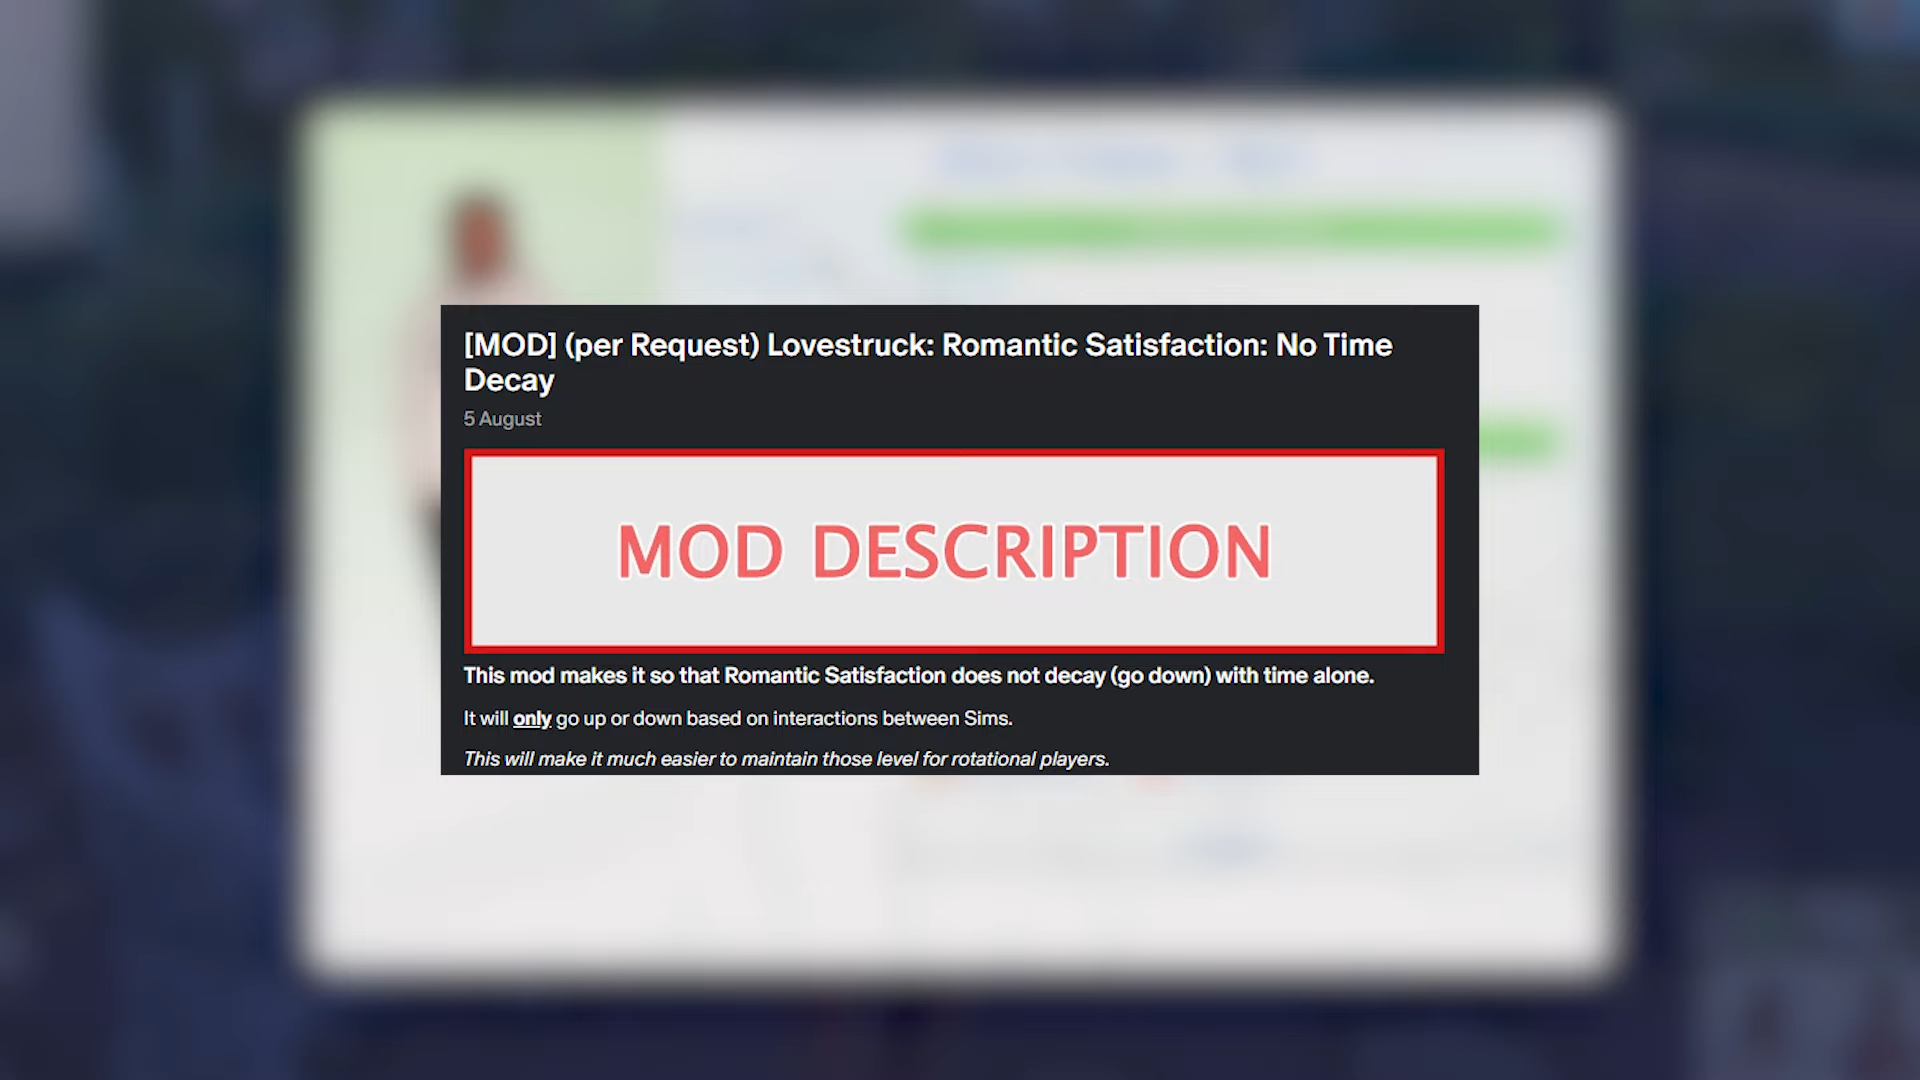 [MOD] (per Request) Lovestruck: Romantic Satisfaction: No Time
Decay
5 August
MOD DESCRIPTION
This mod makes it so that Romantic Satisfaction does not decay (go down) with time alone.
It will only go up or down based on interactions between Sims.
This will make it much easier to maintain those level for rotational players.